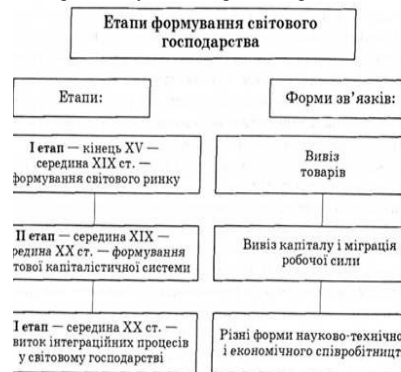 Етапи формування світового
господарства
Етапи:
Форми зв'язків:
І етап — кінець XV —
середина XIX ст. —
формування світового ринку
Вивіз
товарів
ІІ етап — середина XIX —
редина XX ст. — формування
тової капіталістичної системи
Вивіз капіталу і міграція
робочої сили
І етап — середина XX ст. —
виток інтеграційних процесів
у світовому господарстві
Різні форми науково-технічно
і економічного співробітницт